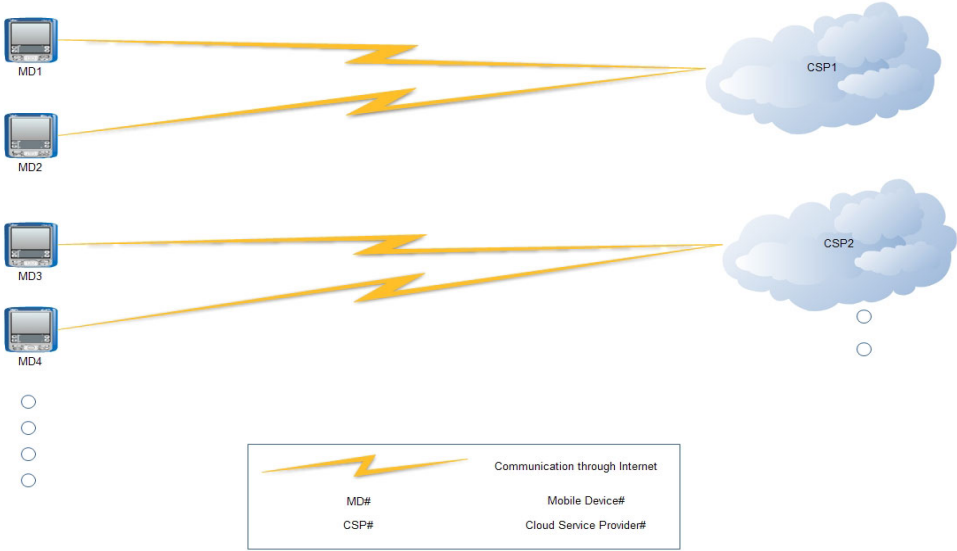 MD1
CSP1
MD2
MD3
CSP2
MD4
Communication through Internet
MD# Mobile Device#
CSP# Cloud Service Provider#